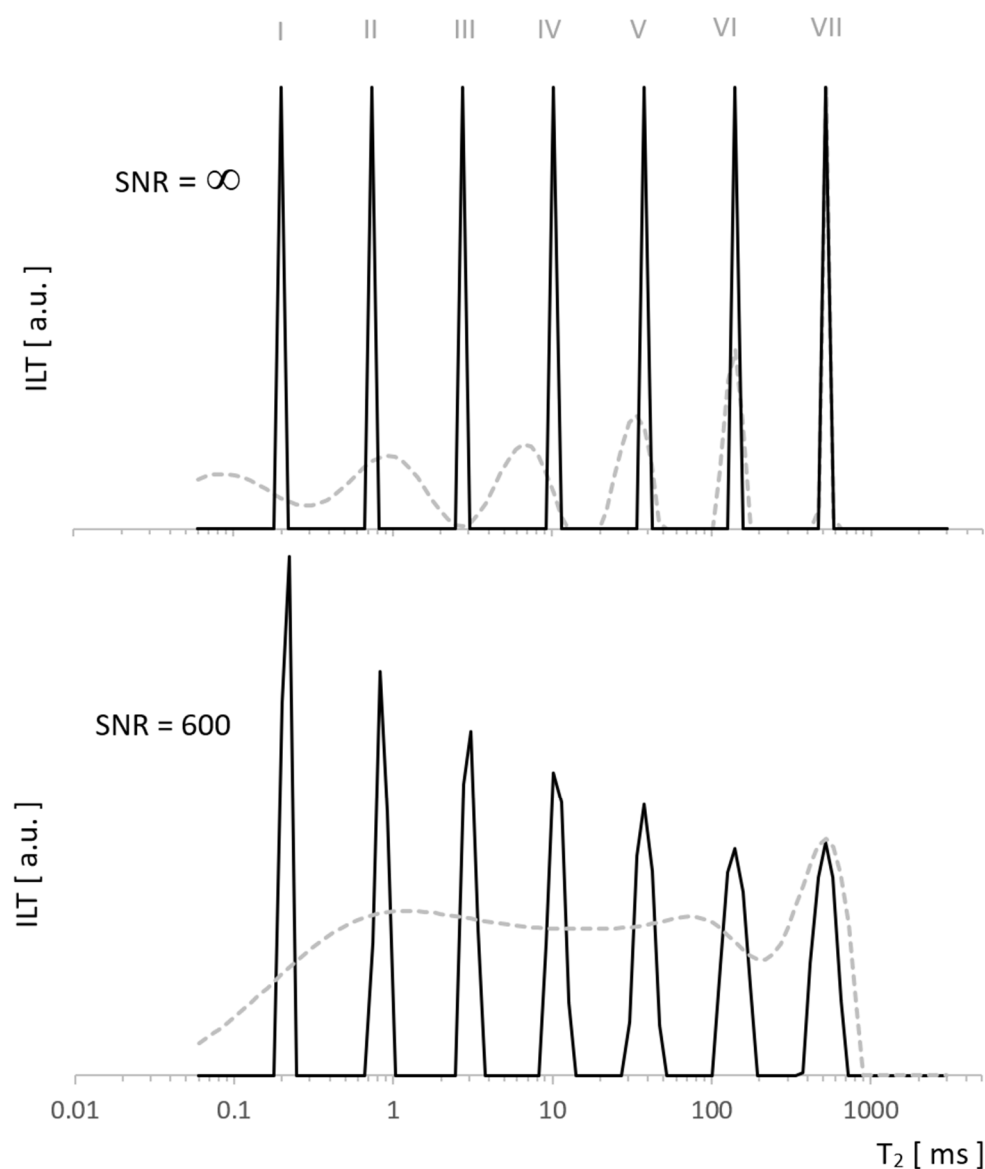 I II III IV V VI VII
SNR = ∞
ILT [ a.u. ]
SNR = 600
ILT [ a.u. ]
0.01 0.1 1 10 100 1000
T₂ [ ms ]